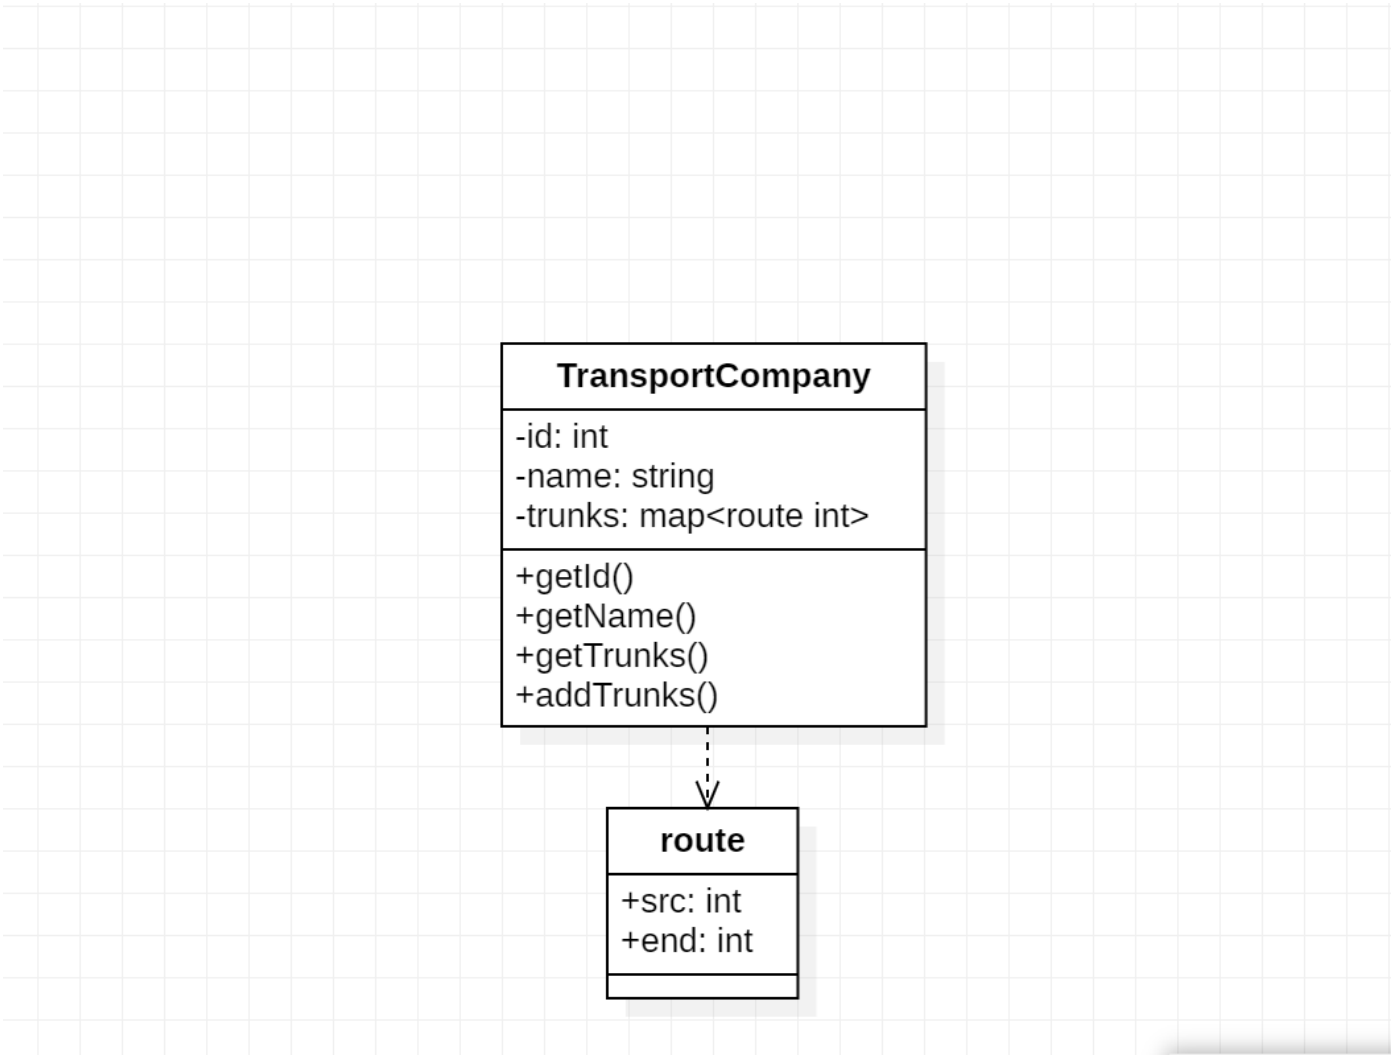 TransportCompany
-id: int
-name: string
-trunks: map<route int>
+getId()
+getName()
+getTrunks()
+addTrunks()
route
+src: int
+end: int